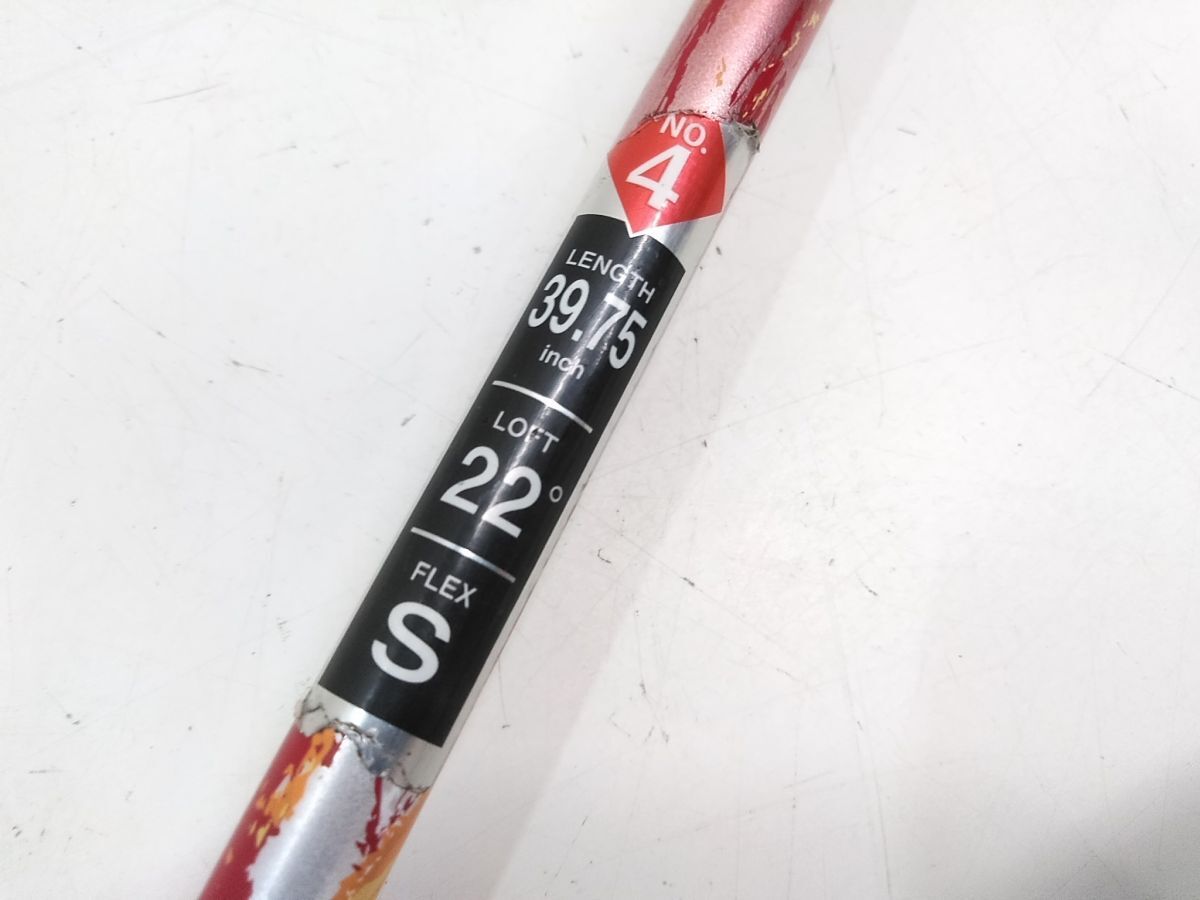 NO.
4
LENGTH
39.75
inch
LOFT
22°
FLEX
S